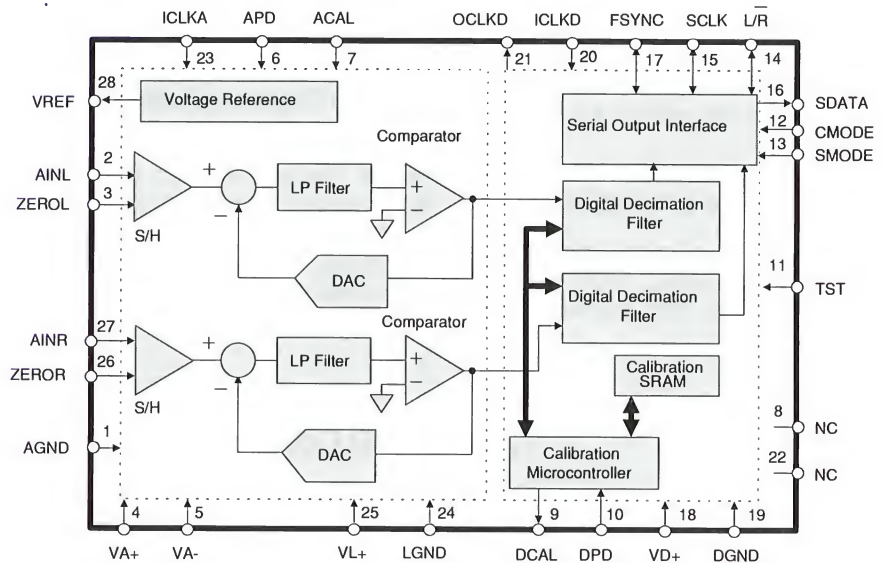 ICLKA APD ACAL OCLKD ICLKD FSYNC SCLK L/R̅
23 6 7 21 20 17 15 14
28
VREF
Voltage Reference
Serial Output Interface
16
SDATA
12
CMODE
13
SMODE
Comparator
2
AINL
3
ZEROL
S/H
+
−
LP Filter
+
−
DAC
Digital Decimation
Filter
11
TST
Digital Decimation
Filter
Comparator
27
AINR
26
ZEROR
S/H
+
−
LP Filter
+
−
DAC
Calibration
SRAM
8
NC
22
NC
1
AGND
Calibration
Microcontroller
4 5 25 24 9 10 18 19
VA+ VA- VL+ LGND DCAL DPD VD+ DGND